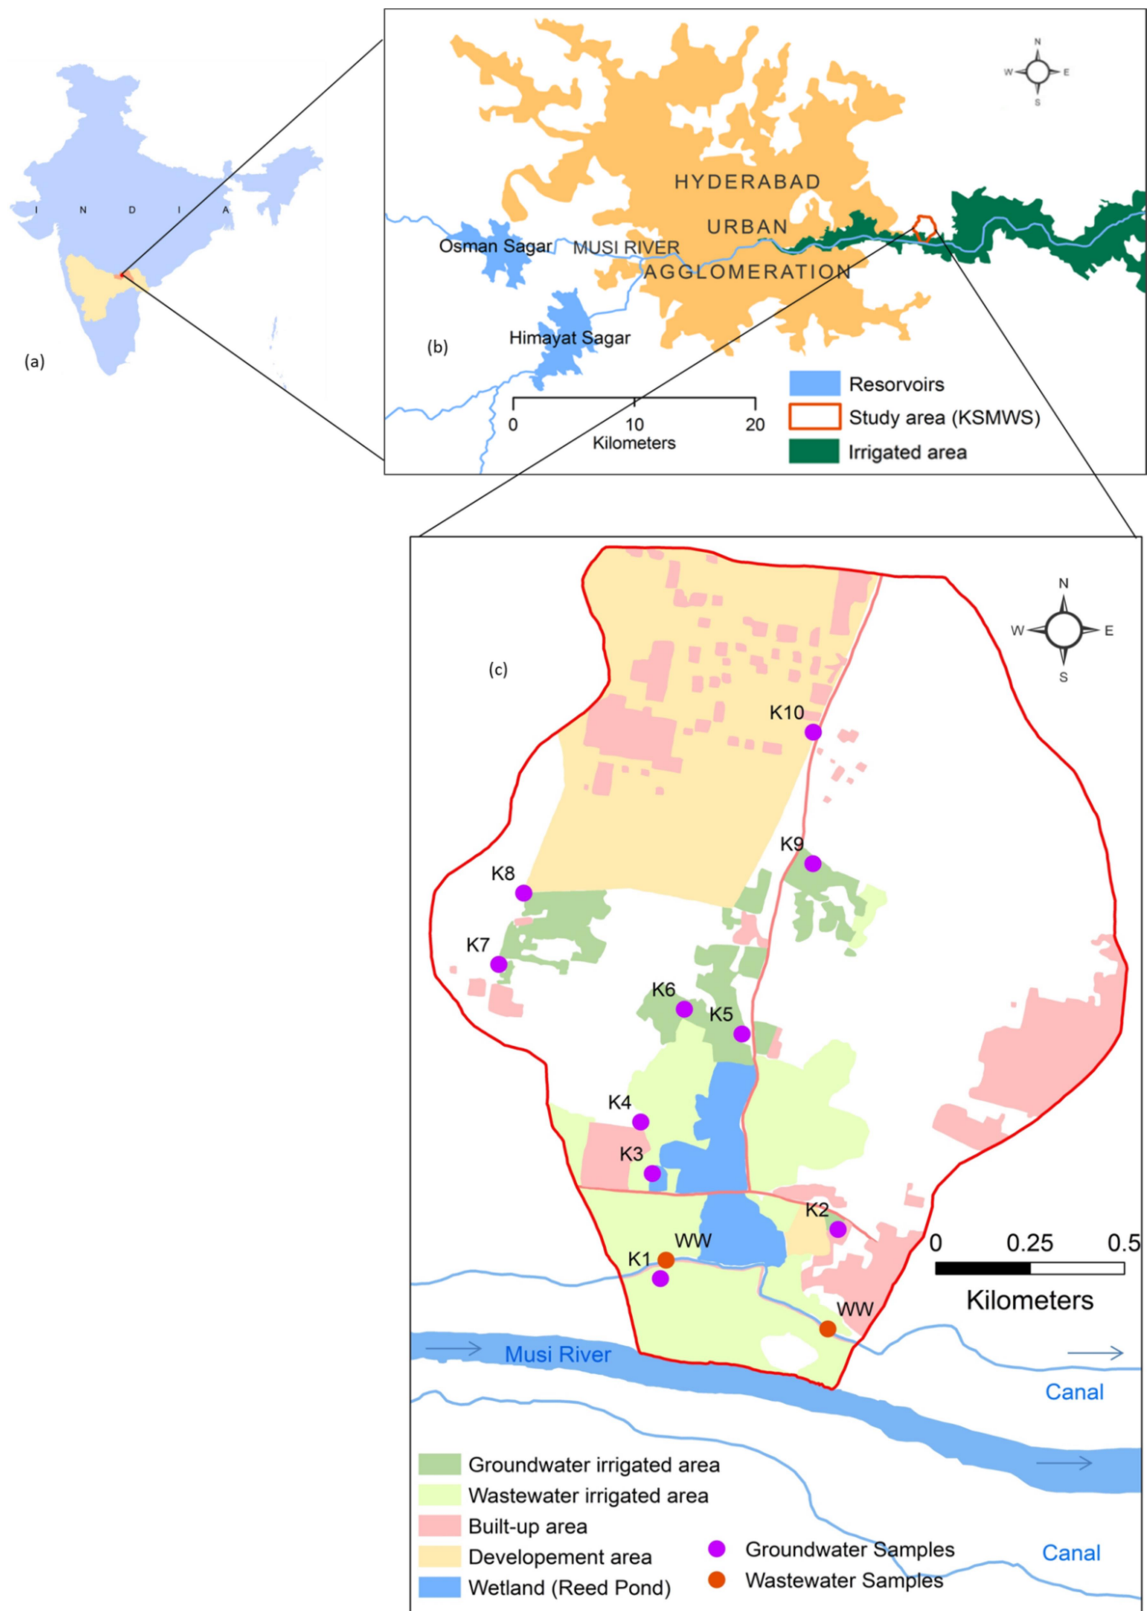 I N D I A
(a)
N
W E
S
HYDERABAD
URBAN
Osman Sagar
MUSI RIVER
AGGLOMERATION
Himayat Sagar
(b)
0 10 20
Kilometers
Resorvoirs
Study area (KSMWS)
Irrigated area
N
W E
S
(c)
K10
K9
K8
K7
K6
K5
K4
K3
K2
WW
K1
WW
0 0.25 0.5
Kilometers
Musi River
Canal
Canal
Groundwater irrigated area
Wastewater irrigated area
Built-up area
Developement area
Wetland (Reed Pond)
Groundwater Samples
Wastewater Samples